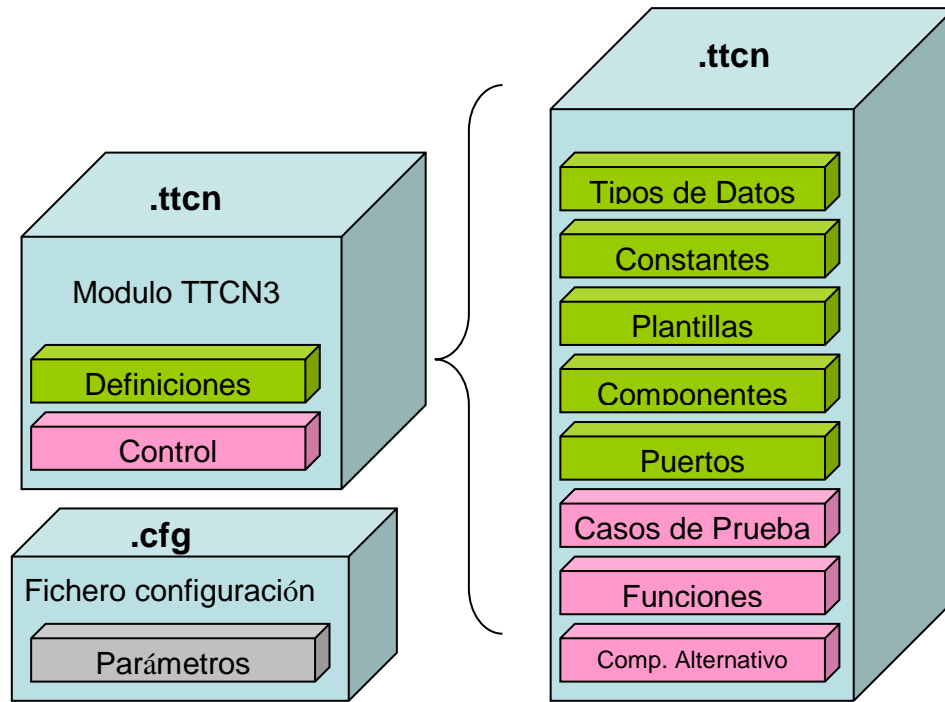 .ttcn
Modulo TTCN3
Definiciones
Control
.cfg
Fichero configuración
Parámetros
.ttcn
Tipos de Datos
Constantes
Plantillas
Componentes
Puertos
Casos de Prueba
Funciones
Comp. Alternativo